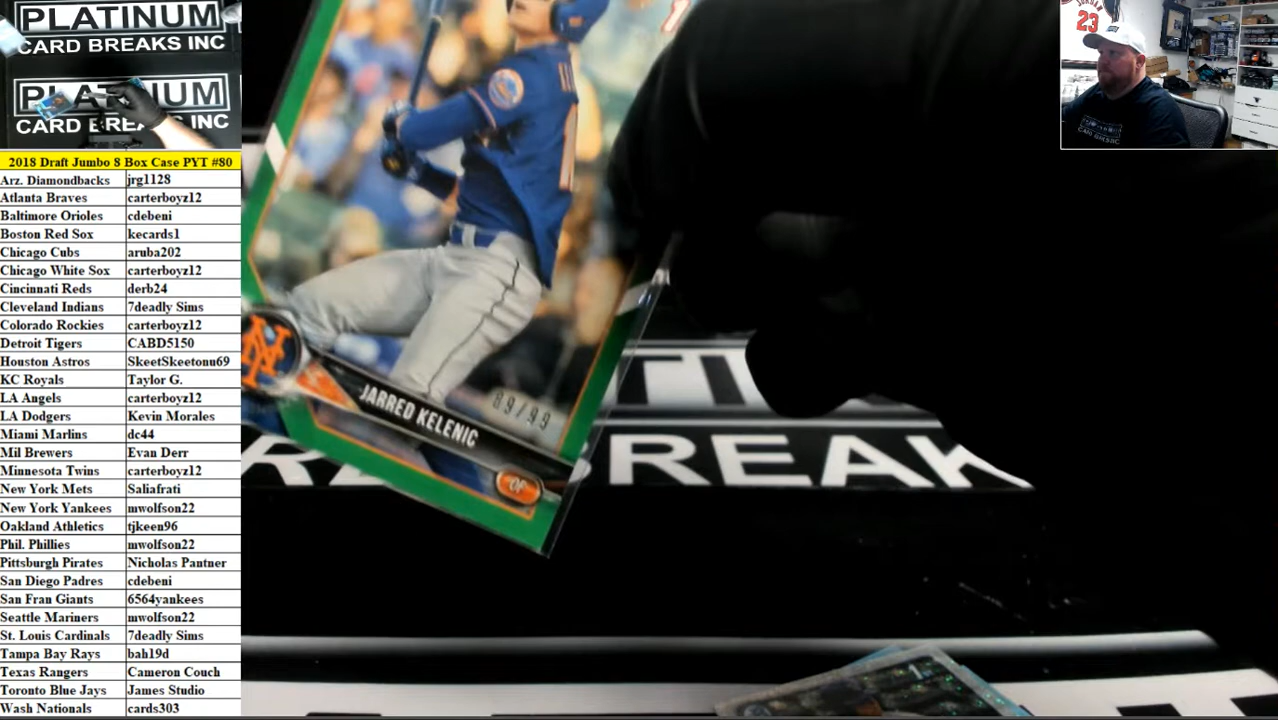 PLATINUM
CARD BREAKS INC
PLATINUM
CARD BREAKS INC
2018 Draft Jumbo 8 Box Case PYT #80
Arz. Diamondbacks jrg1128
Atlanta Braves carterboyz12
Baltimore Orioles cdebeni
Boston Red Sox kecards1
Chicago Cubs aruba202
Chicago White Sox carterboyz12
Cincinnati Reds derb24
Cleveland Indians 7deadly Sims
Colorado Rockies carterboyz12
Detroit Tigers CABD5150
Houston Astros SkeetSkeetonu69
KC Royals Taylor G.
LA Angels carterboyz12
LA Dodgers Kevin Morales
Miami Marlins dc44
Mil Brewers Evan Derr
Minnesota Twins carterboyz12
New York Mets Saliafrati
New York Yankees mwolfson22
Oakland Athletics tjkeen96
Phil. Phillies mwolfson22
Pittsburgh Pirates Nicholas Pantner
San Diego Padres cdebeni
San Fran Giants 6564yankees
Seattle Mariners mwolfson22
St. Louis Cardinals 7deadly Sims
Tampa Bay Rays bah19d
Texas Rangers Cameron Couch
Toronto Blue Jays James Studio
Wash Nationals cards303
NY
JARRED KELENIC
89/99
OF
BREAK
JORDAN
23